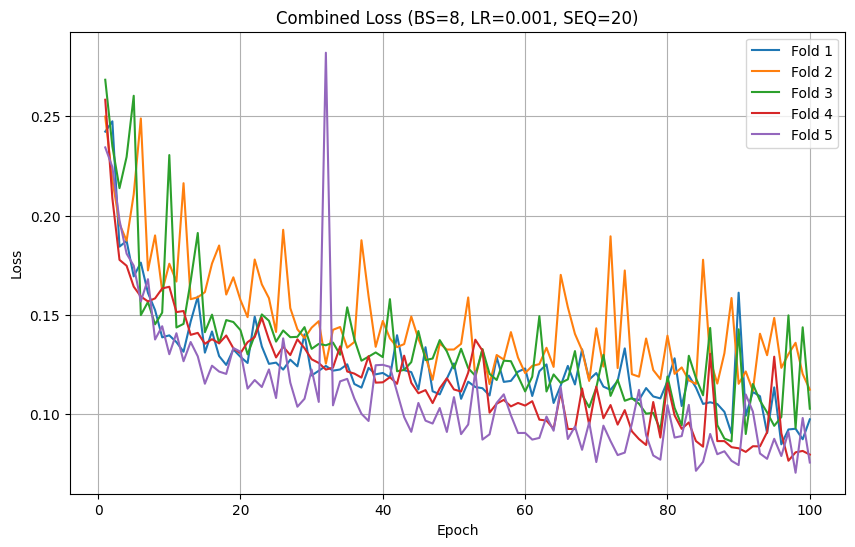 Combined Loss (BS=8, LR=0.001, SEQ=20)
Fold 1
Fold 2
Fold 3
Fold 4
Fold 5
Loss
0.25
0.20
0.15
0.10
0 20 40 60 80 100
Epoch